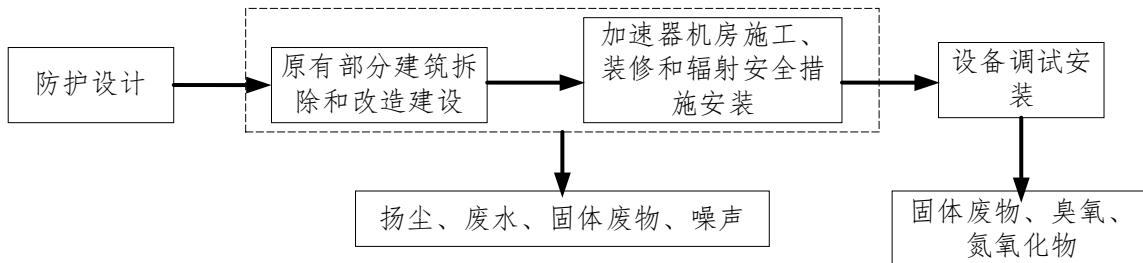 防护设计
原有部分建筑拆
除和改造建设
加速器机房施工、
装修和辐射安全措
施安装
设备调试安
装
扬尘、废水、固体废物、噪声
固体废物、臭氧、
氮氧化物